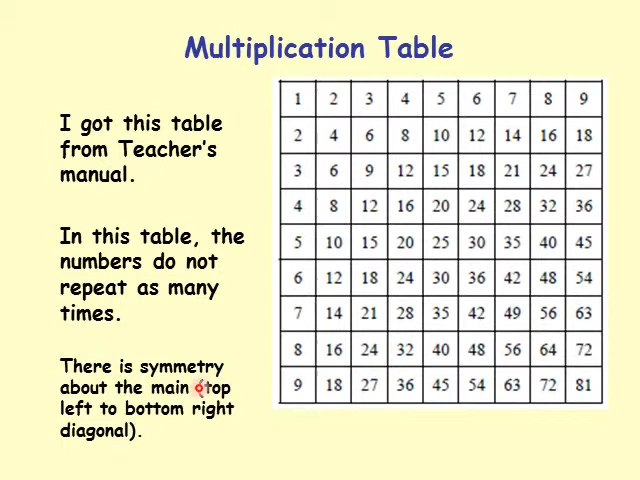 Multiplication Table
I got this table
from Teacher's
manual.
In this table, the
numbers do not
repeat as many
times.
There is symmetry
about the main (top
left to bottom right
diagonal).
1 2 3 4 5 6 7 8 9
2 4 6 8 10 12 14 16 18
3 6 9 12 15 18 21 24 27
4 8 12 16 20 24 28 32 36
5 10 15 20 25 30 35 40 45
6 12 18 24 30 36 42 48 54
7 14 21 28 35 42 49 56 63
8 16 24 32 40 48 56 64 72
9 18 27 36 45 54 63 72 81